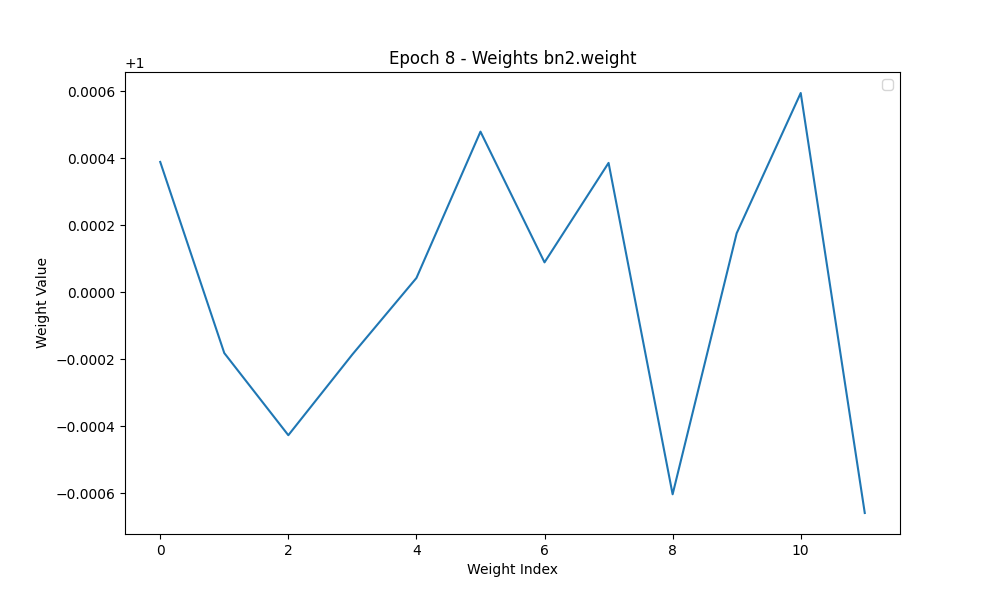 Epoch 8 - Weights bn2.weight
+1
0.0006
0.0004
0.0002
0.0000
−0.0002
−0.0004
−0.0006
Weight Value
0 2 4 6 8 10
Weight Index